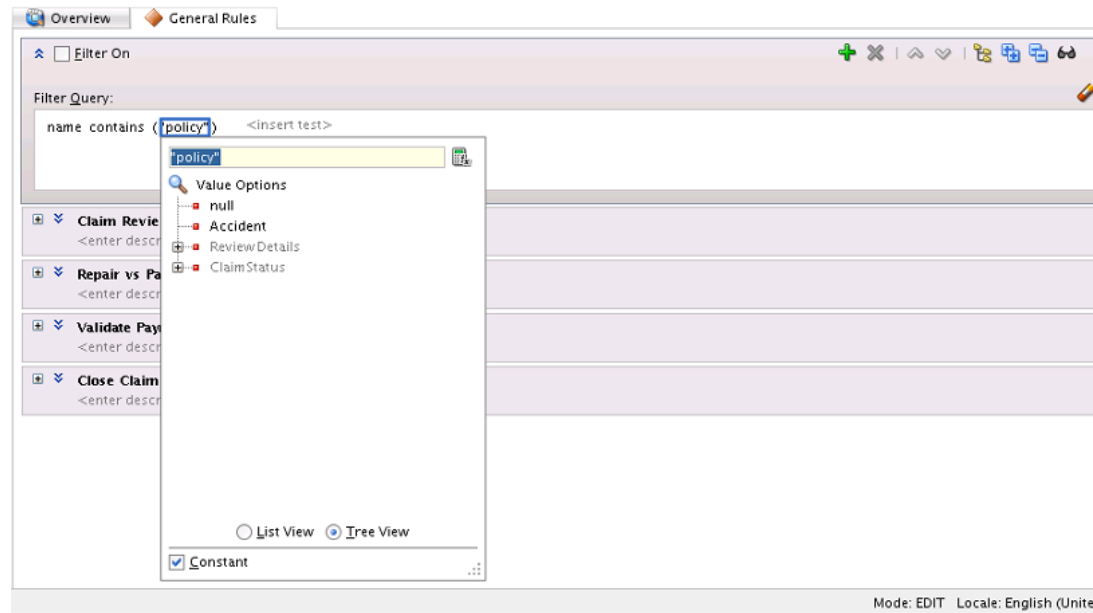 Overview General Rules
Filter On
Filter Query:
name contains ("policy") <insert test>
"policy"
Value Options
null
Accident
ReviewDetails
ClaimStatus
Claim Revie
<enter descr
Repair vs Pa
<enter descr
Validate Pay
<enter descr
Close Claim
<enter descr
List View Tree View
Constant
Mode: EDIT Locale: English (Unite